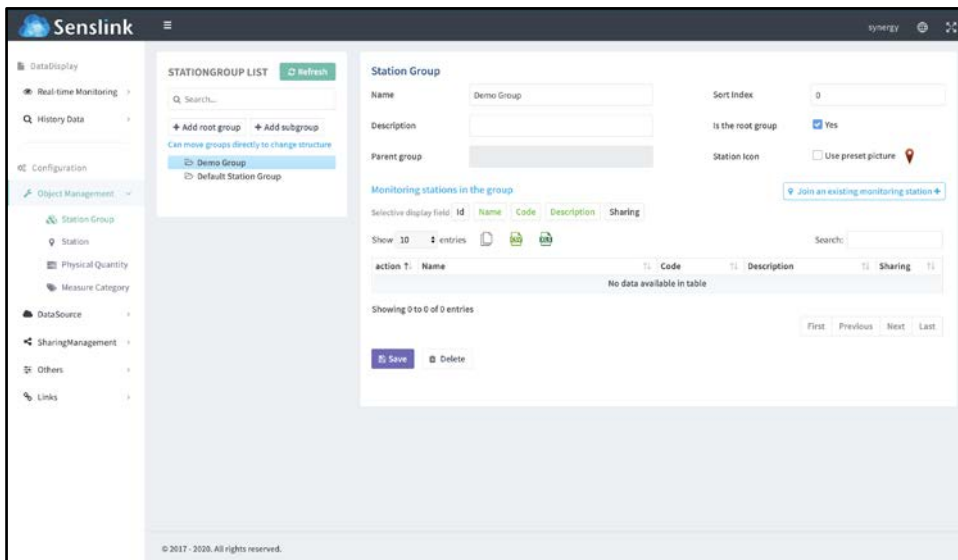 Senslink
synergy
DataDisplay
Real-time Monitoring
History Data
Configuration
Object Management
Station Group
Station
Physical Quantity
Measure Category
DataSource
SharingManagement
Others
Links
STATIONGROUP LIST
Refresh
Search...
+ Add root group + Add subgroup
Can move groups directly to change structure
Demo Group
Default Station Group
Station Group
Name Demo Group Sort Index 0
Description Is the root group Yes
Parent group Station Icon Use preset picture
Monitoring stations in the group
Join an existing monitoring station +
Selective display field Id Name Code Description Sharing
Show 10 entries Search:
action Name Code Description Sharing
No data available in table
Showing 0 to 0 of 0 entries
First Previous Next Last
Save Delete
© 2017 - 2020. All rights reserved.